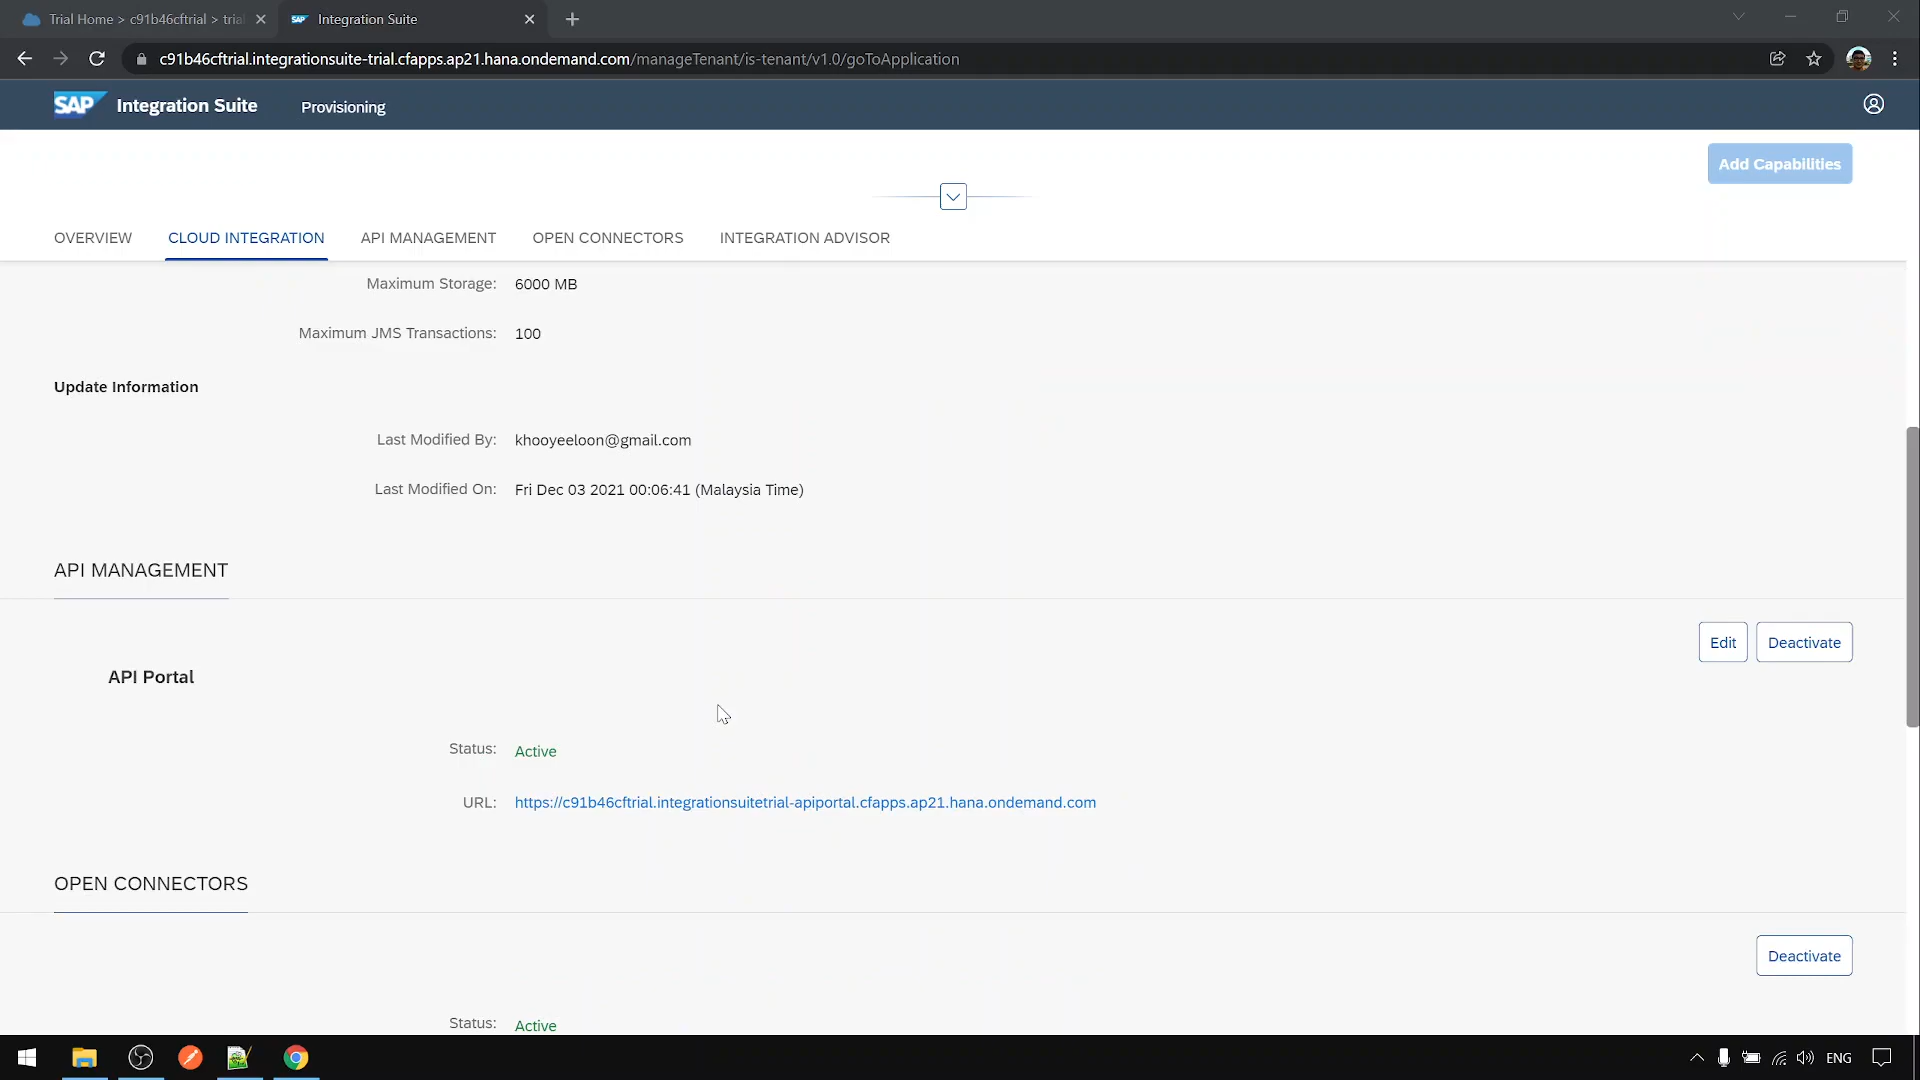 Trial Home > c91b46cftrial > tria
SAP Integration Suite
c91b46cftrial.integrationsuite-trial.cfapps.ap21.hana.ondemand.com/manageTenant/is-tenant/v1.0/goToApplication
SAP Integration Suite Provisioning
Add Capabilities
OVERVIEW CLOUD INTEGRATION API MANAGEMENT OPEN CONNECTORS INTEGRATION ADVISOR
Maximum Storage: 6000 MB
Maximum JMS Transactions: 100
Update Information
Last Modified By: khooyeeloon@gmail.com
Last Modified On: Fri Dec 03 2021 00:06:41 (Malaysia Time)
API MANAGEMENT
Edit Deactivate
API Portal
Status: Active
URL: https://c91b46cftrial.integrationsuitetrial-apiportal.cfapps.ap21.hana.ondemand.com
OPEN CONNECTORS
Deactivate
Status: Active
ENG